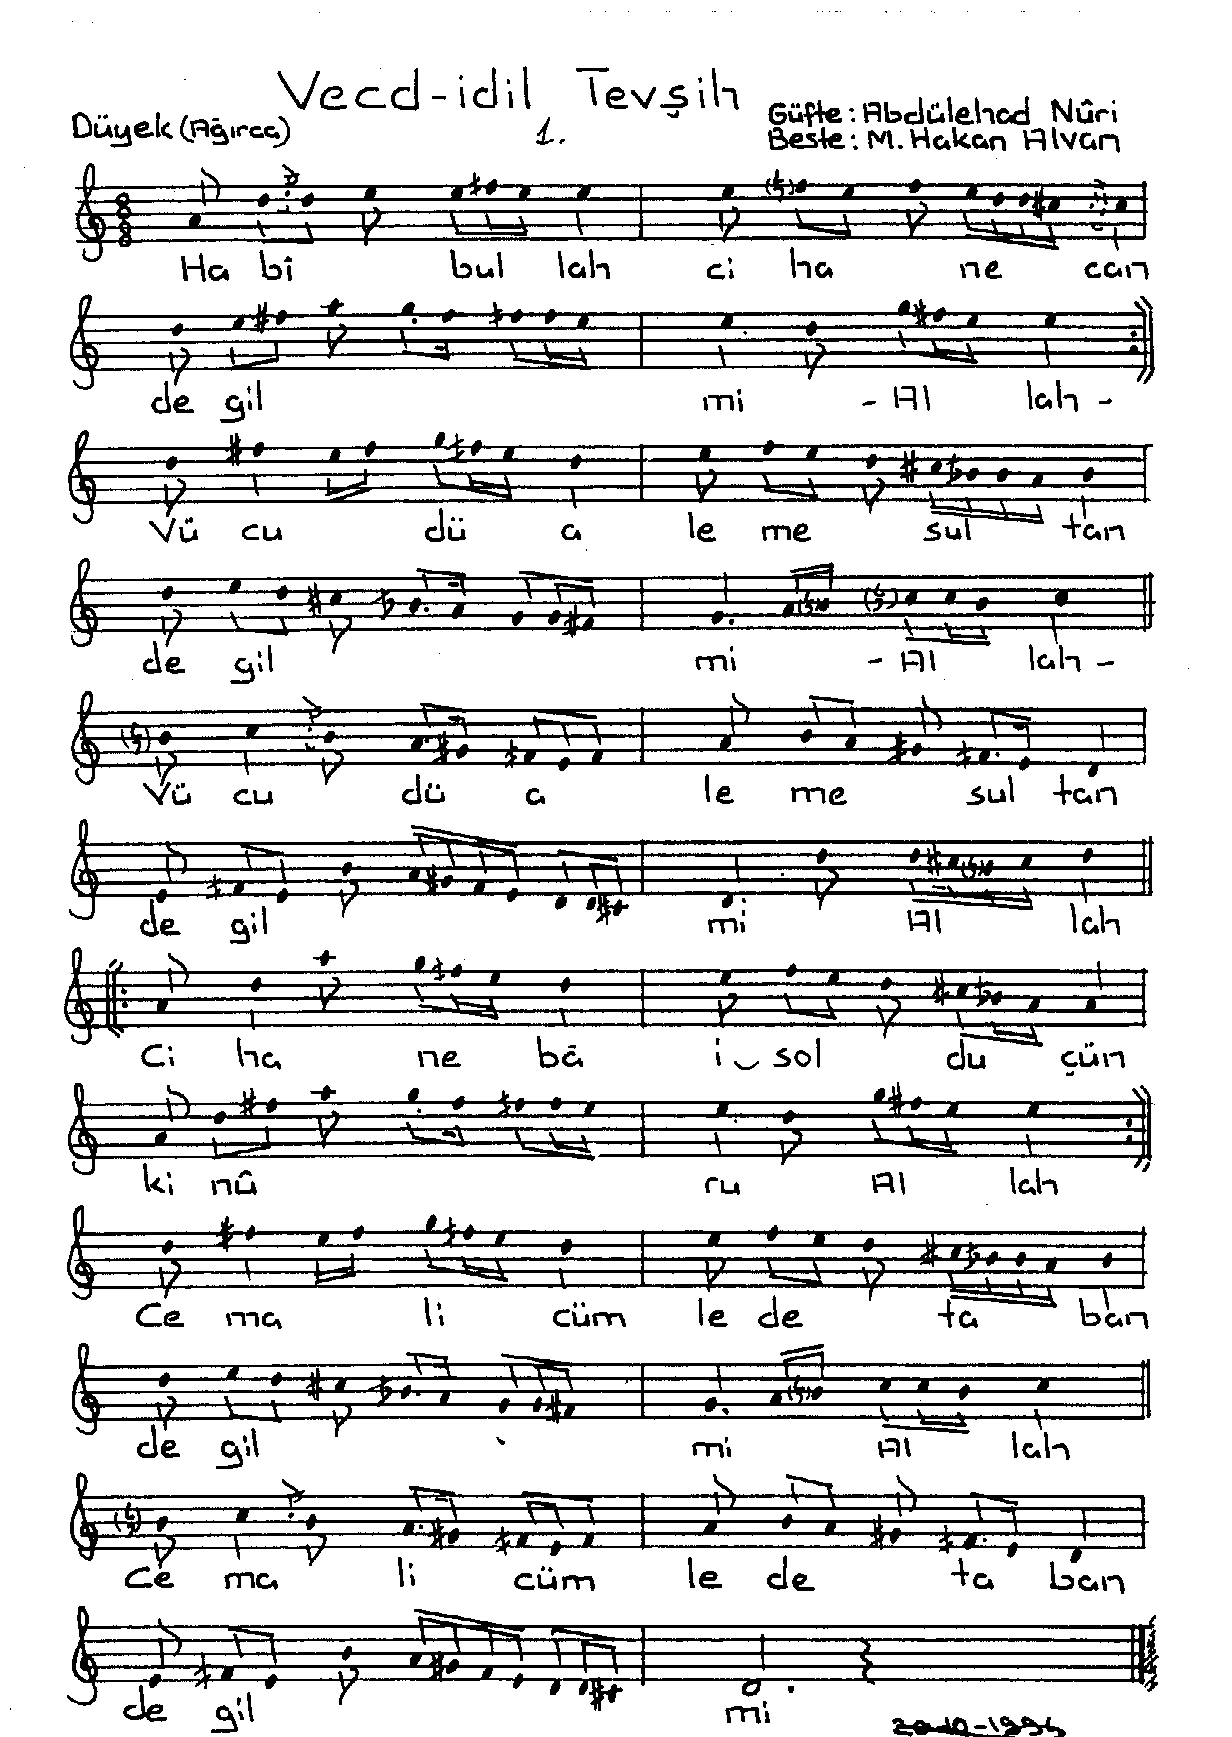 Vecd-idil Tevşih
Düyek (Ağırca)
1.
Güfte: Abdülehad Nûri
Beste: M. Hakan Alvan
8
8
Ha bî bul lah ci ha ne can
de gil mi - Al lah -
Vü cu dü a le me sul tan
de gil mi - Al lah -
Vü cu dü a le me sul tan
de gil mi Al lah
Ci ha ne bâ i sol du çün
ki nû ru Al lah
Ce ma li cüm le de ta ban
de gil mi Al lah
Ce ma li cüm le de ta ban
de gil mi